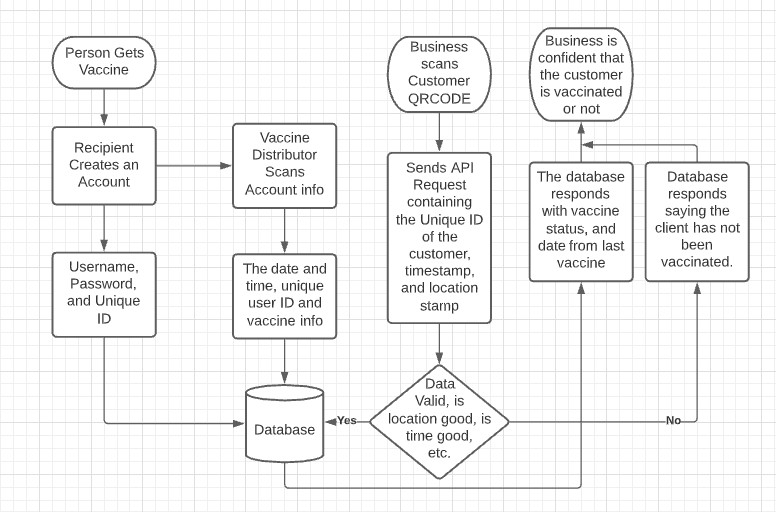 Person Gets
Vaccine
Recipient
Creates an
Account
Username,
Password,
and Unique
ID
Vaccine
Distributor
Scans
Account info
The date and
time, unique
user ID and
vaccine info
Database
Business
scans
Customer
QRCODE
Sends API
Request
containing
the Unique ID
of the
customer,
timestamp,
and location
stamp
Data
Valid, is
location good, is
time good,
etc.
Yes
No
Business is
confident that
the customer
is vaccinated
or not
The database
responds
with vaccine
status, and
date from last
vaccine
Database
responds
saying the
client has not
been
vaccinated.